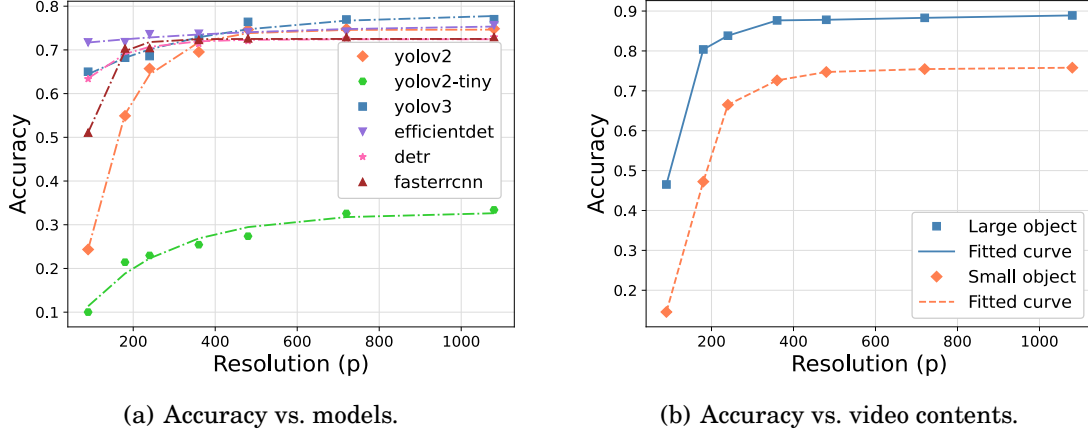 0.8
0.7
0.6
0.5
0.4
0.3
0.2
0.1
Accuracy
200 400 600 800 1000
Resolution (p)
yolov2
yolov2-tiny
yolov3
efficientdet
detr
fasterrcnn
(a) Accuracy vs. models.
0.9
0.8
0.7
0.6
0.5
0.4
0.3
0.2
Accuracy
200 400 600 800 1000
Resolution (p)
Large object
Fitted curve
Small object
Fitted curve
(b) Accuracy vs. video contents.